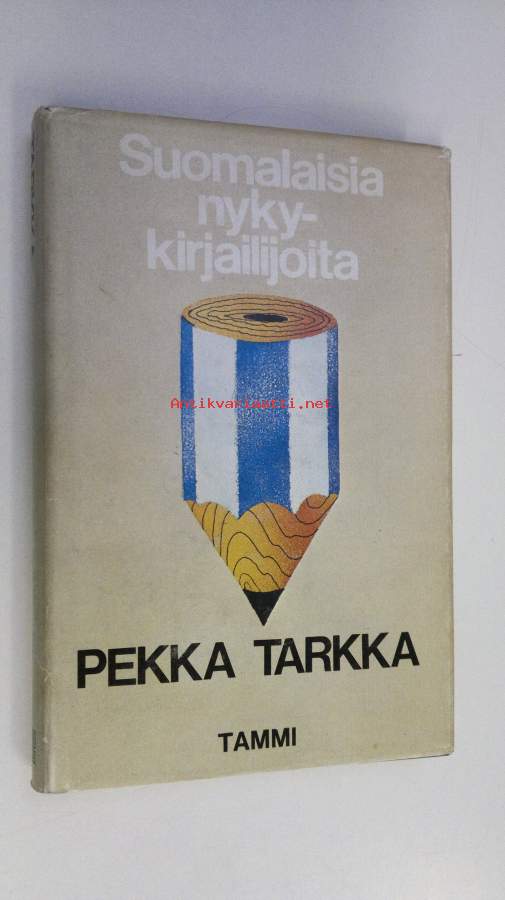 Suomalaisia
nyky-
kirjailijoita
Antikvariaatti.net
PEKKA TARKKA
TAMMI